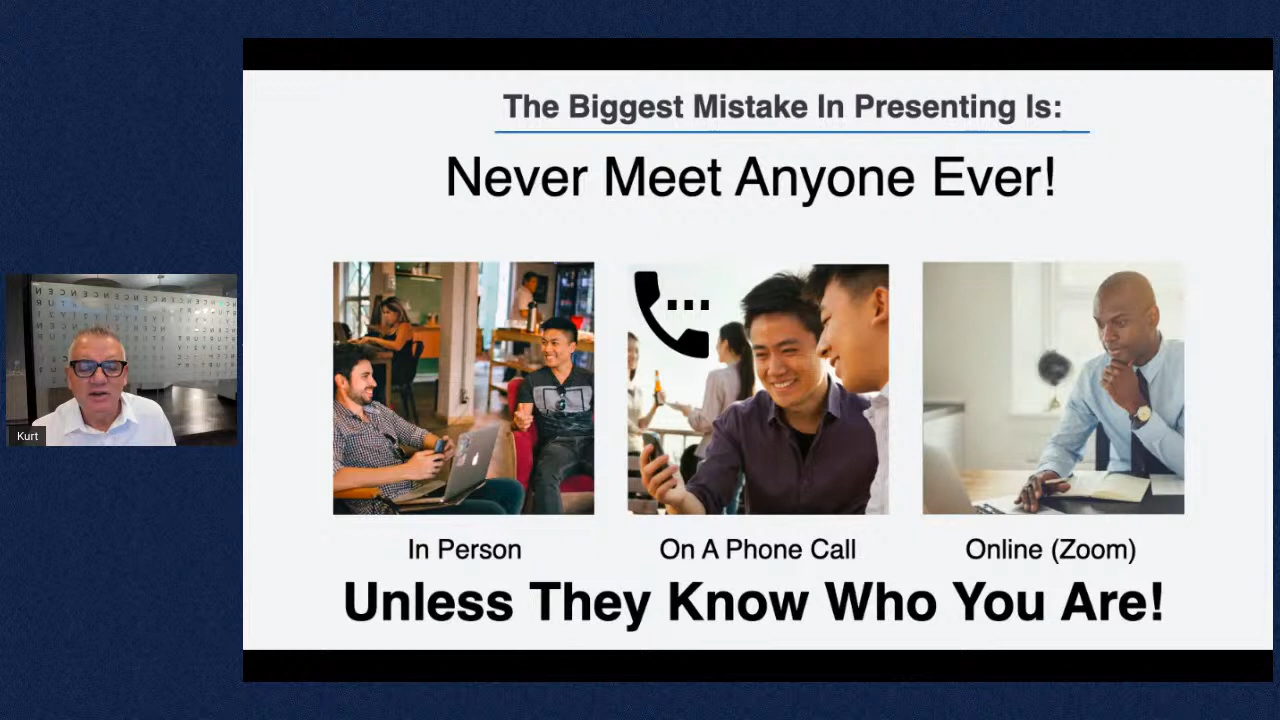 The Biggest Mistake In Presenting Is:
Never Meet Anyone Ever!
In Person
On A Phone Call
Online (Zoom)
Unless They Know Who You Are!
Kurt